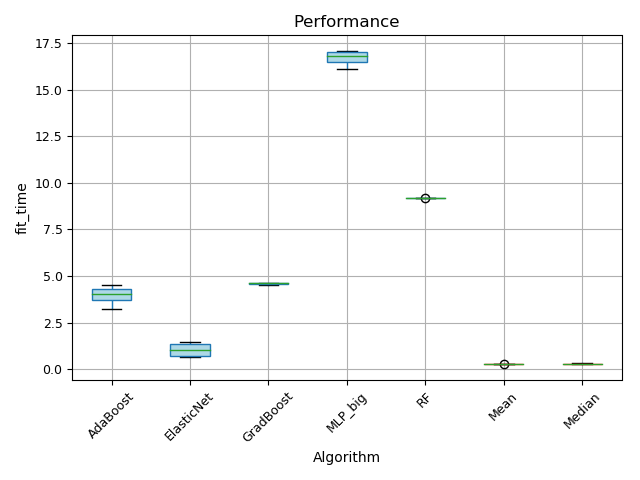 Performance
17.5
15.0
12.5
10.0
7.5
5.0
2.5
0.0
fit_time
AdaBoost
ElasticNet
GradBoost
MLP_big
RF
Mean
Median
Algorithm